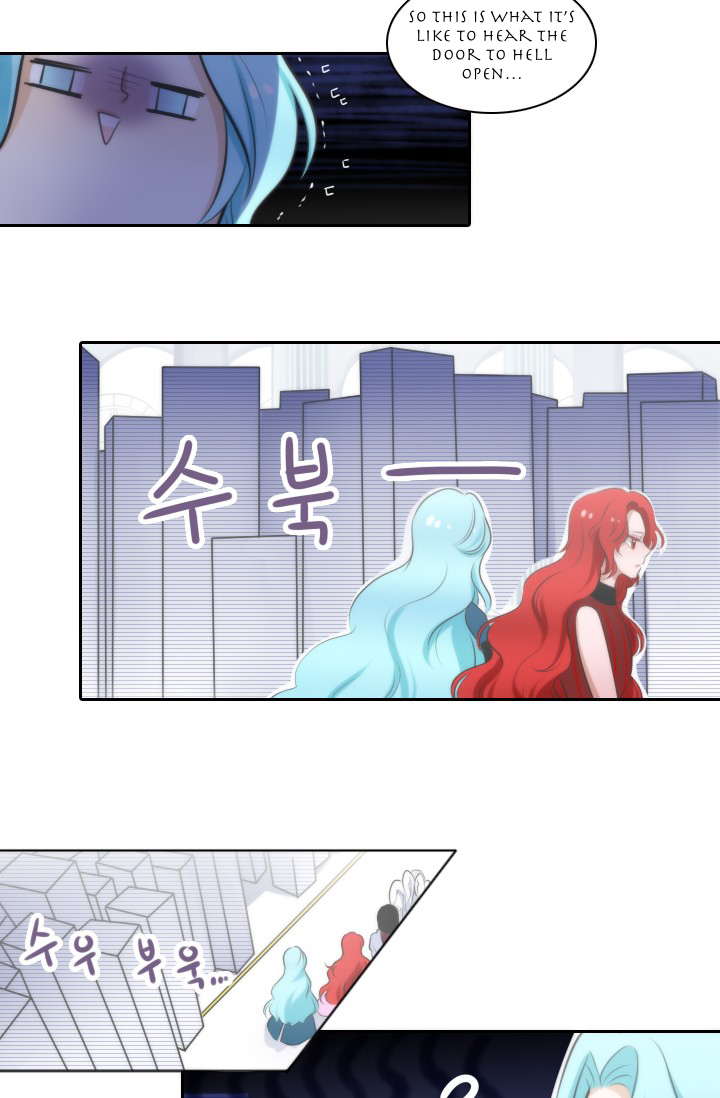 SO THIS IS WHAT IT'S
LIKE TO HEAR THE
DOOR TO HELL
OPEN...
수북—
수우 부욱...